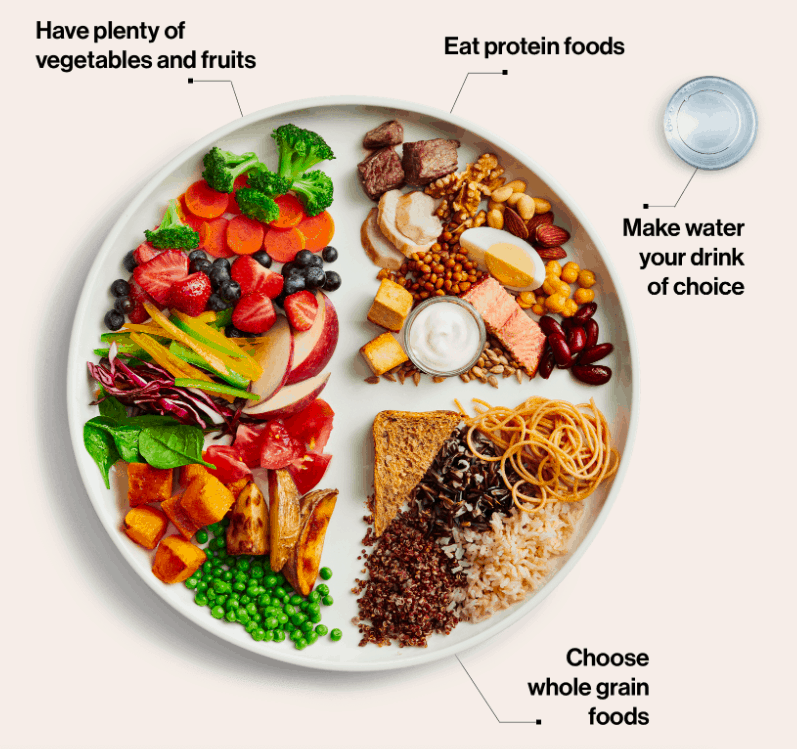 Have plenty of
vegetables and fruits
Eat protein foods
Make water
your drink
of choice
Choose
whole grain
foods